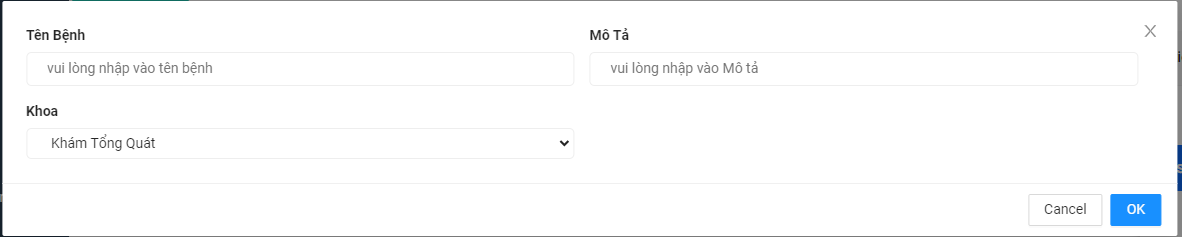 Tên Bệnh
Mô Tả
vui lòng nhập vào tên bệnh
vui lòng nhập vào Mô tả
Khoa
Khám Tổng Quát
Cancel
OK